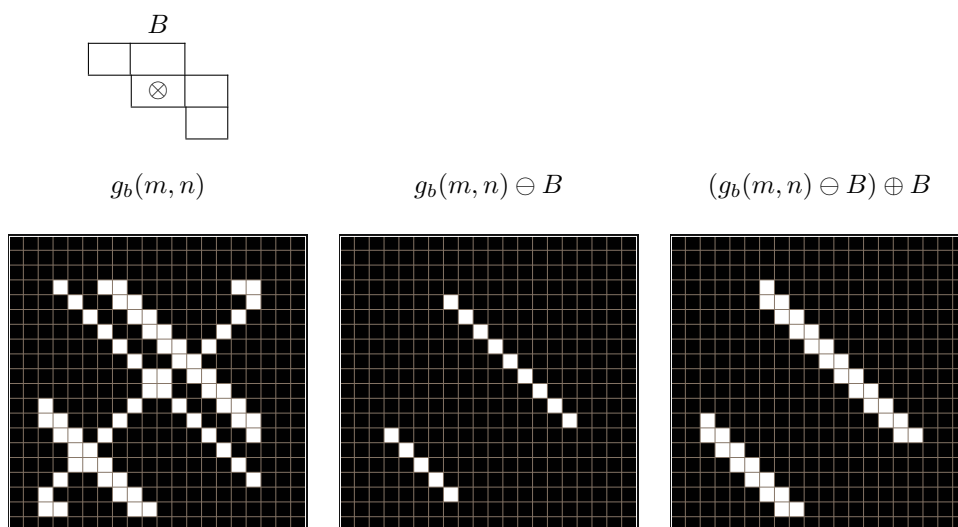 B
⊗
g_b(m, n)
g_b(m, n) ⊖ B
(g_b(m, n) ⊖ B) ⊕ B